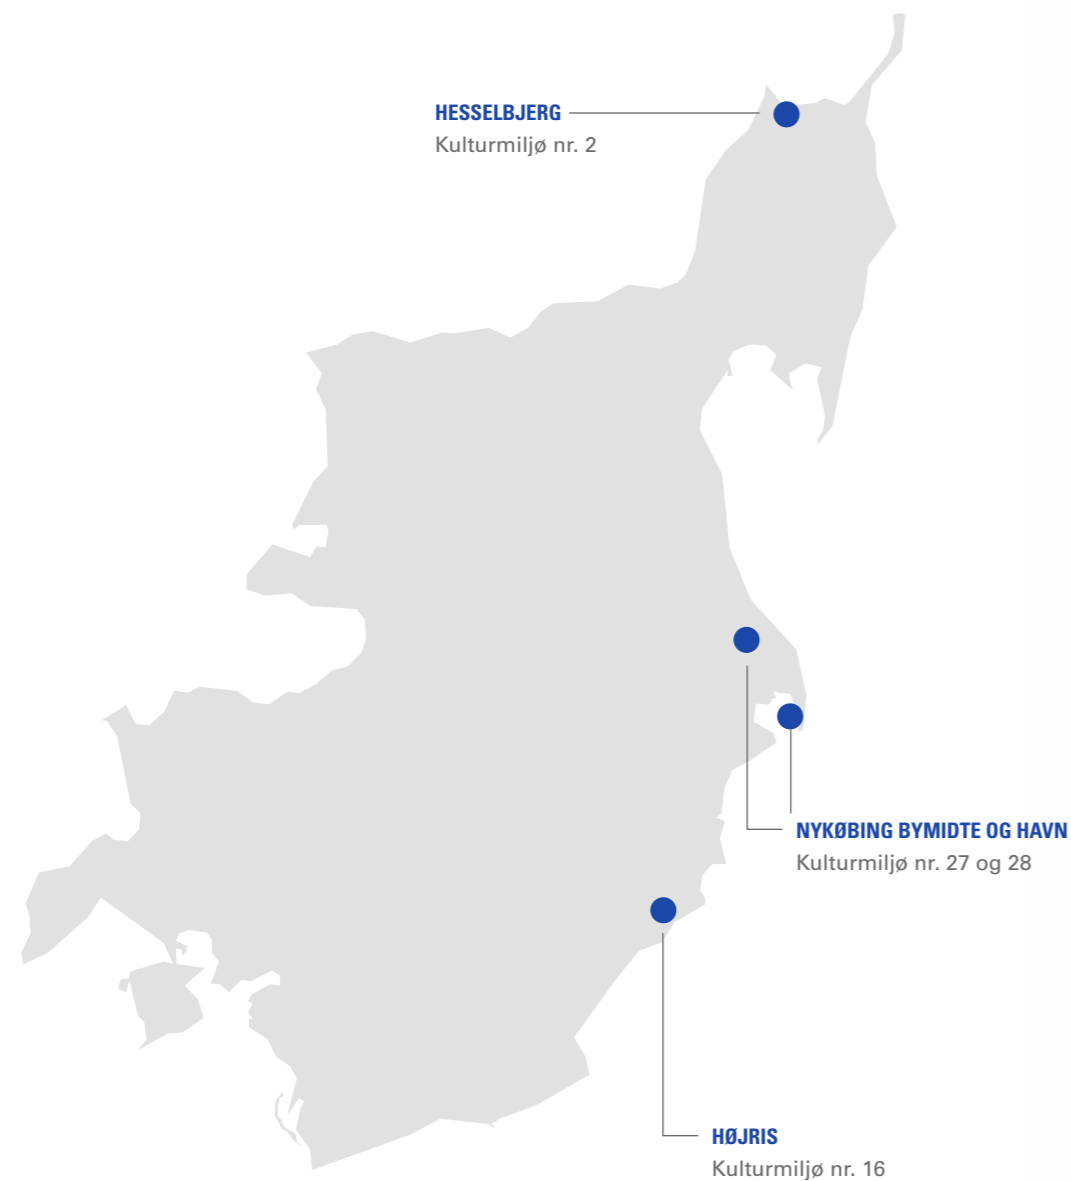 HESSELBJERG
Kulturmiljø nr. 2
NYKØBING BYMIDTE OG HAVN
Kulturmiljø nr. 27 og 28
HØJRIS
Kulturmiljø nr. 16